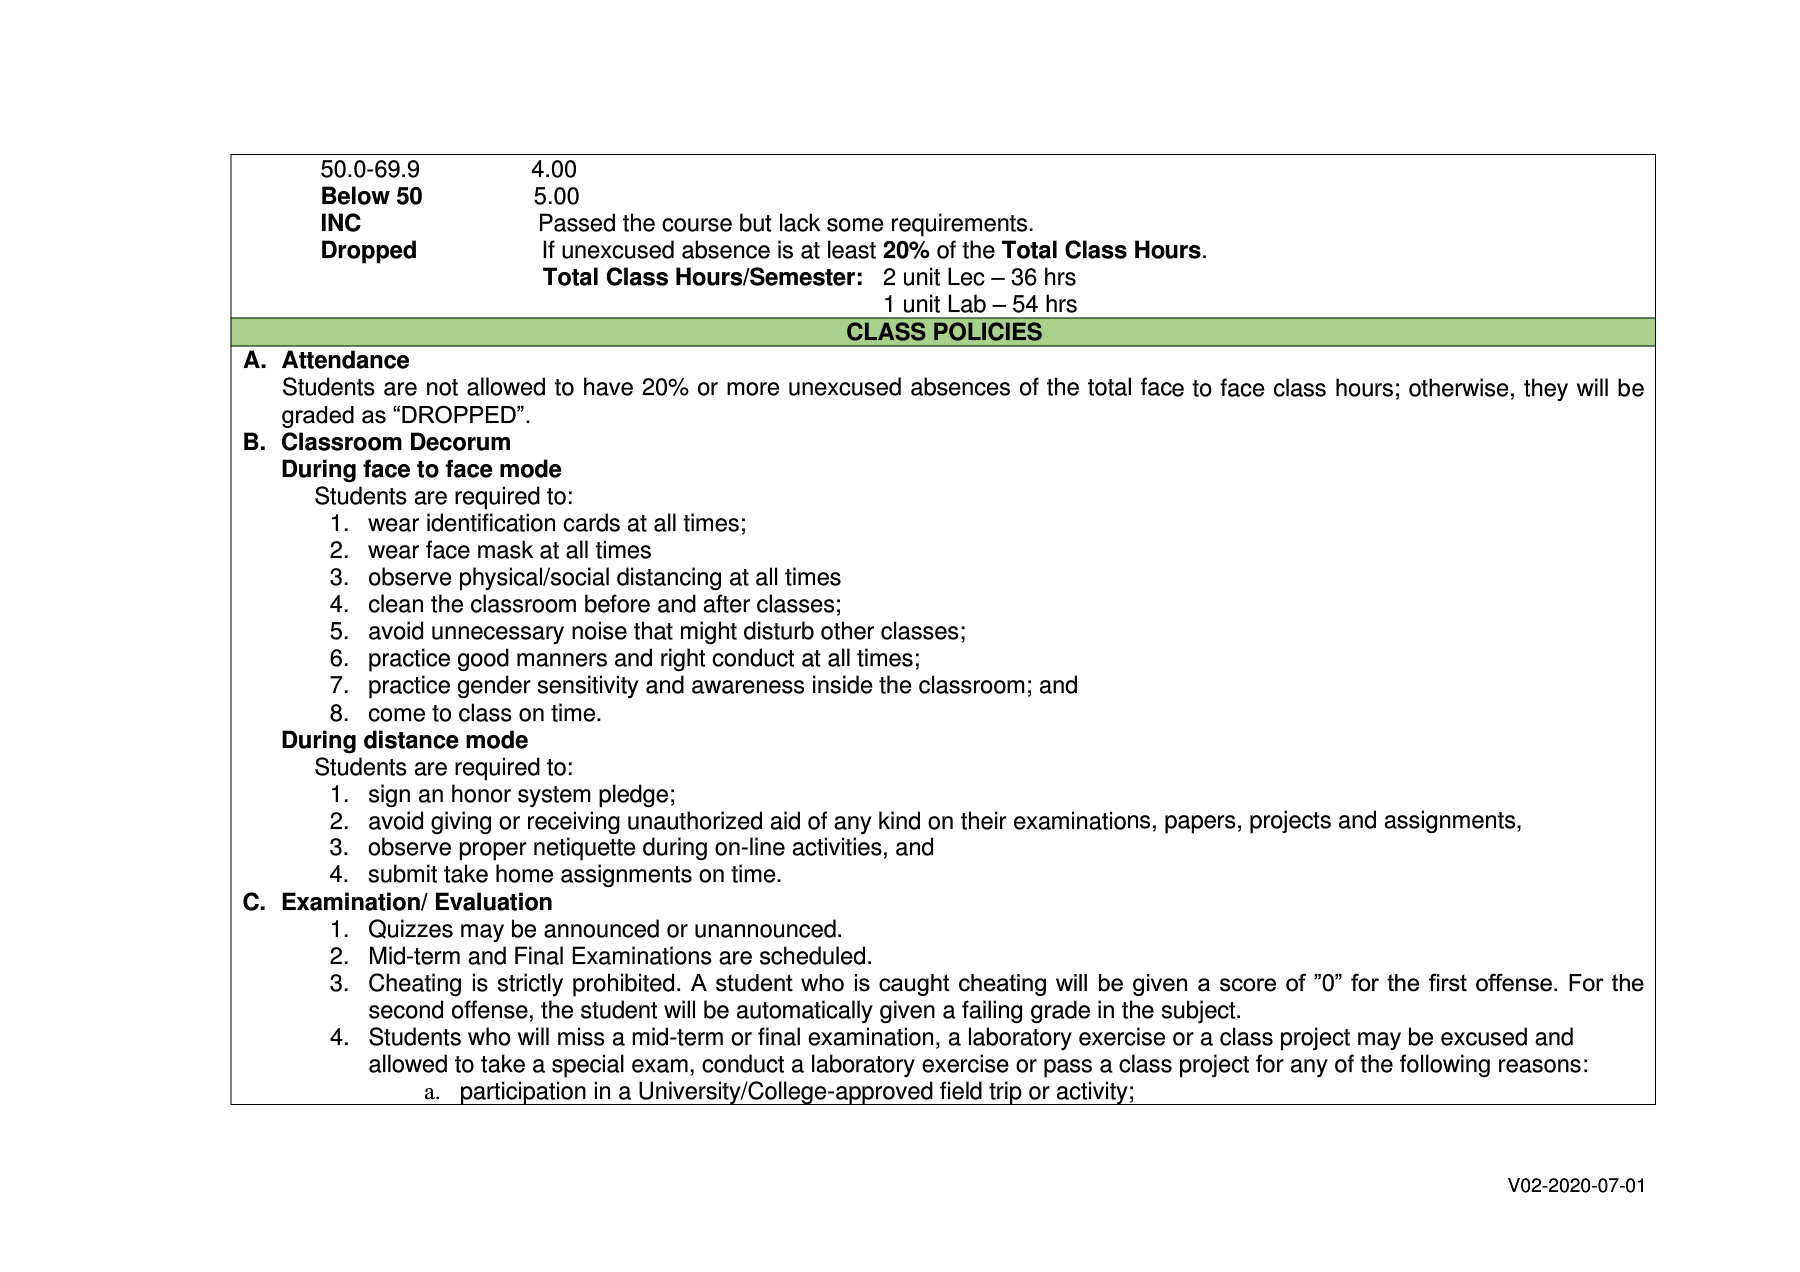 50.0-69.9 4.00
Below 50 5.00
INC Passed the course but lack some requirements.
Dropped If unexcused absence is at least 20% of the Total Class Hours.
Total Class Hours/Semester: 2 unit Lec – 36 hrs
1 unit Lab – 54 hrs
CLASS POLICIES
A. Attendance
Students are not allowed to have 20% or more unexcused absences of the total face to face class hours; otherwise, they will be
graded as “DROPPED”.
B. Classroom Decorum
During face to face mode
Students are required to:
1. wear identification cards at all times;
2. wear face mask at all times
3. observe physical/social distancing at all times
4. clean the classroom before and after classes;
5. avoid unnecessary noise that might disturb other classes;
6. practice good manners and right conduct at all times;
7. practice gender sensitivity and awareness inside the classroom; and
8. come to class on time.
During distance mode
Students are required to:
1. sign an honor system pledge;
2. avoid giving or receiving unauthorized aid of any kind on their examinations, papers, projects and assignments,
3. observe proper netiquette during on-line activities, and
4. submit take home assignments on time.
C. Examination/ Evaluation
1. Quizzes may be announced or unannounced.
2. Mid-term and Final Examinations are scheduled.
3. Cheating is strictly prohibited. A student who is caught cheating will be given a score of ”0” for the first offense. For the
second offense, the student will be automatically given a failing grade in the subject.
4. Students who will miss a mid-term or final examination, a laboratory exercise or a class project may be excused and
allowed to take a special exam, conduct a laboratory exercise or pass a class project for any of the following reasons:
a. participation in a University/College-approved field trip or activity;
V02-2020-07-01